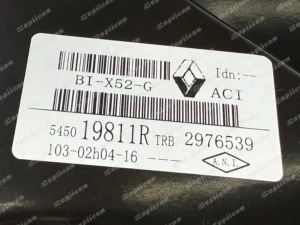 Idn:--
BI-X52-G ACI
5450 19811R TRB 2976539
103-02h04-16 ---
A.N.I.